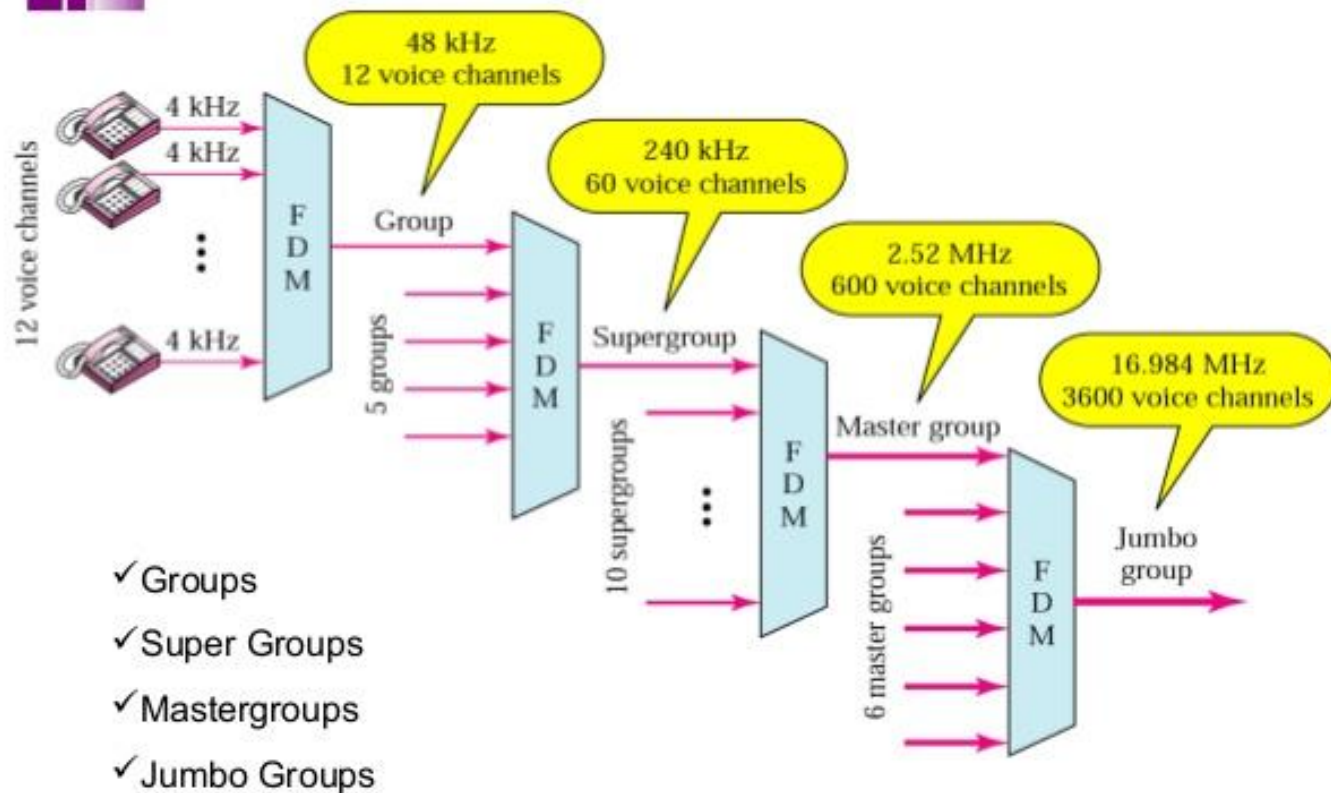 48 kHz
12 voice channels
12 voice channels
4 kHz
4 kHz
4 kHz
F
D
M
Group
240 kHz
60 voice channels
5 groups
F
D
M
Supergroup
2.52 MHz
600 voice channels
10 supergroups
F
D
M
Master group
16.984 MHz
3600 voice channels
6 master groups
F
D
M
Jumbo
group
✓Groups
✓Super Groups
✓Mastergroups
✓Jumbo Groups